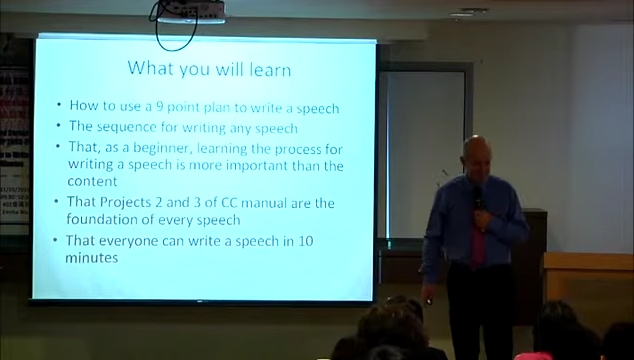 What you will learn
• How to use a 9 point plan to write a speech
• The sequence for writing any speech
• That, as a beginner, learning the process for
writing a speech is more important than the
content
• That Projects 2 and 3 of CC manual are the
foundation of every speech
• That everyone can write a speech in 10
minutes